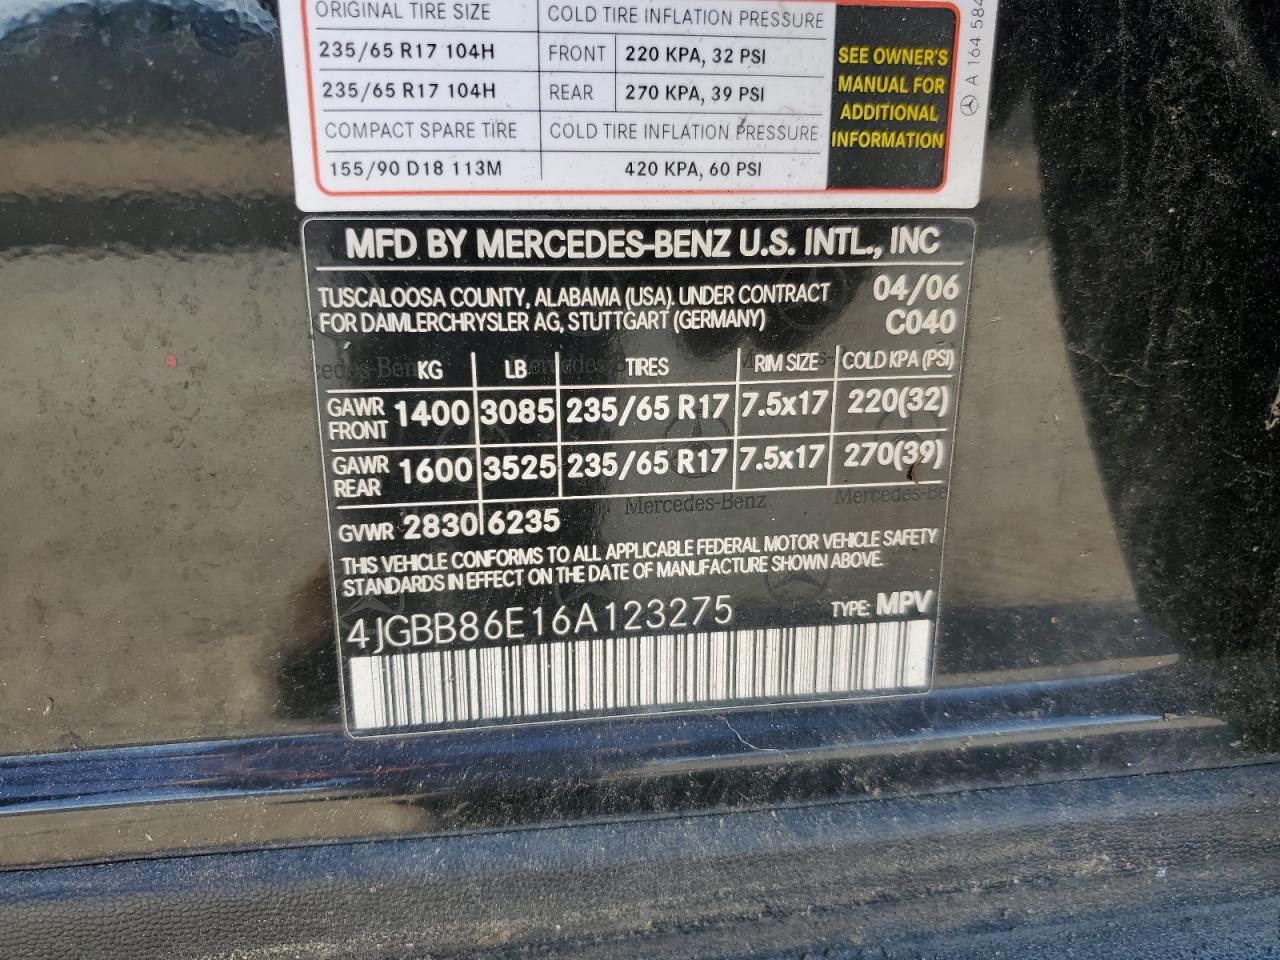 ORIGINAL TIRE SIZE COLD TIRE INFLATION PRESSURE
235/65 R17 104H FRONT 220 KPA, 32 PSI
235/65 R17 104H REAR 270 KPA, 39 PSI
COMPACT SPARE TIRE COLD TIRE INFLATION PRESSURE
155/90 D18 113M 420 KPA, 60 PSI
SEE OWNER'S
MANUAL FOR
ADDITIONAL
INFORMATION
A 164 584
MFD BY MERCEDES-BENZ U.S. INTL., INC
TUSCALOOSA COUNTY, ALABAMA (USA). UNDER CONTRACT 04/06
FOR DAIMLERCHRYSLER AG, STUTTGART (GERMANY) C040
KG LB TIRES RIM SIZE COLD KPA (PSI)
GAWR FRONT 1400 3085 235/65 R17 7.5x17 220(32)
GAWR REAR 1600 3525 235/65 R17 7.5x17 270(39)
Mercedes-Benz Mercedes-Be
GVWR 2830 6235
THIS VEHICLE CONFORMS TO ALL APPLICABLE FEDERAL MOTOR VEHICLE SAFETY
STANDARDS IN EFFECT ON THE DATE OF MANUFACTURE SHOWN ABOVE.
4JGBB86E16A123275 TYPE: MPV